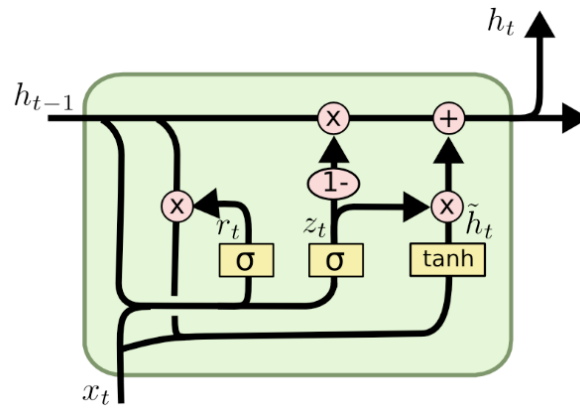 h_t
h_{t-1}
x +
1-
x r_t z_t x h̃_t
σ σ tanh
x_t